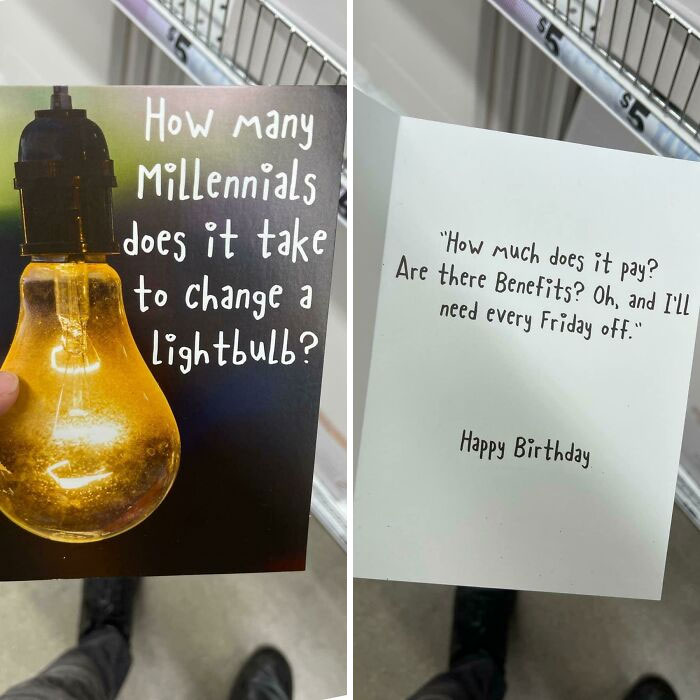 $5
How many
Millennials
does it take
to change a
lightbulb?
$5
$5
"How much does it pay?
Are there Benefits? Oh, and I'll
need every Friday off."
Happy Birthday